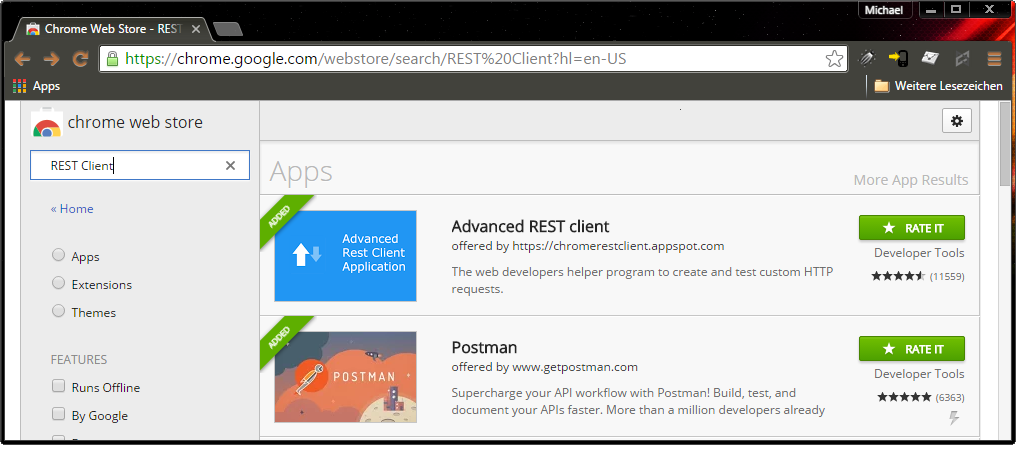 Michael
Chrome Web Store - REST
https://chrome.google.com/webstore/search/REST%20Client?hl=en-US
Apps
Weitere Lesezeichen
chrome web store
REST Client
« Home
Apps
Extensions
Themes
FEATURES
Runs Offline
By Google
Apps
More App Results
ADDED
Advanced
Rest Client
Application
Advanced REST client
offered by https://chromerestclient.appspot.com
The web developers helper program to create and test custom HTTP
requests.
RATE IT
Developer Tools
(11559)
ADDED
POSTMAN
Postman
offered by www.getpostman.com
Supercharge your API workflow with Postman! Build, test, and
document your APIs faster. More than a million developers already
RATE IT
Developer Tools
(6363)